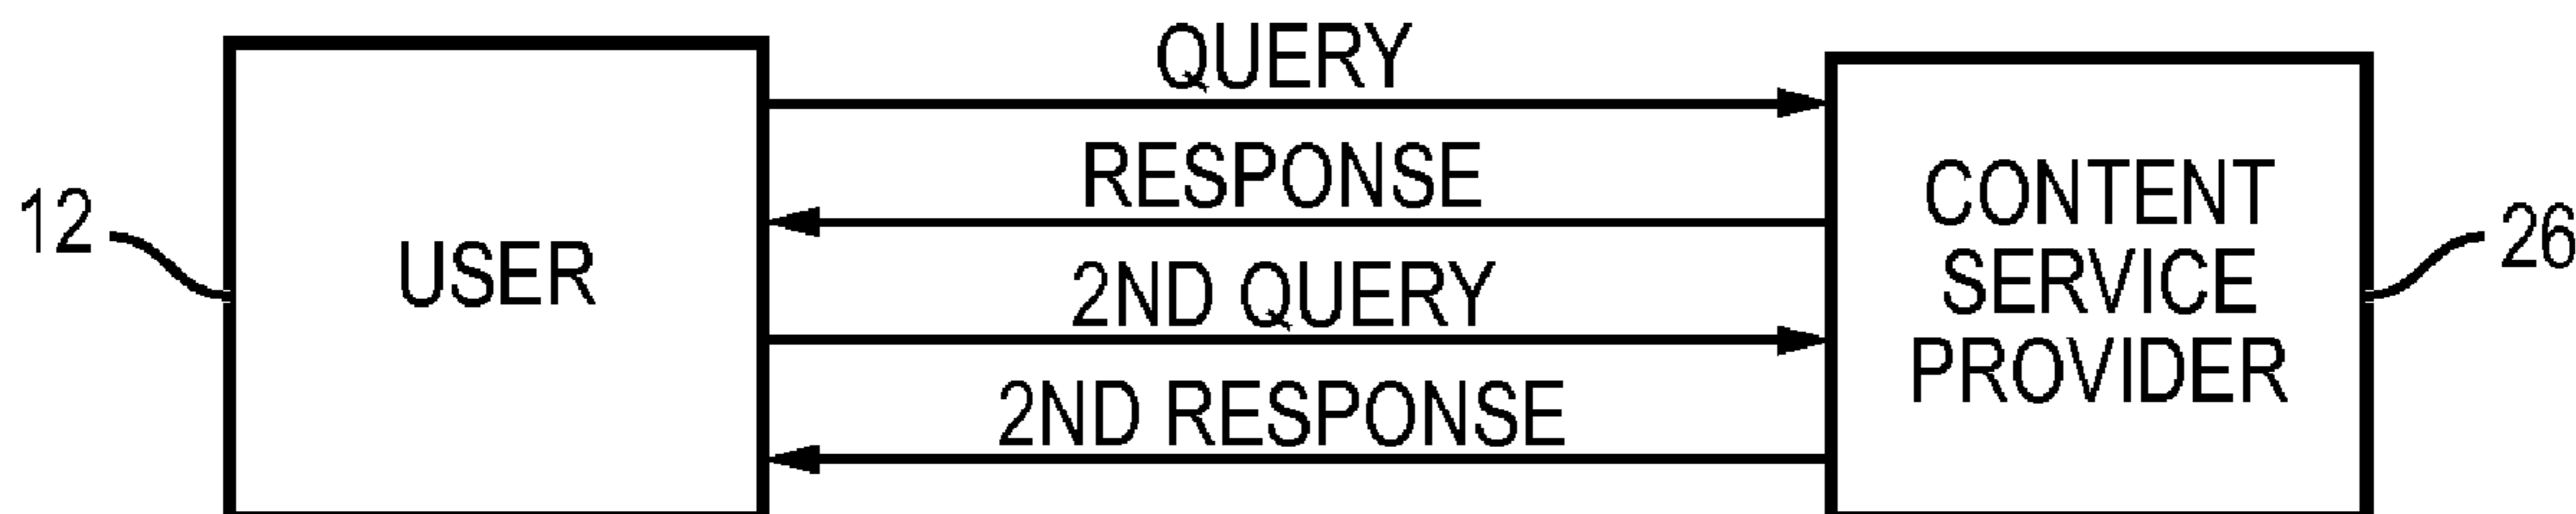 12
USER
QUERY
RESPONSE
2ND QUERY
2ND RESPONSE
CONTENT
SERVICE
PROVIDER
26